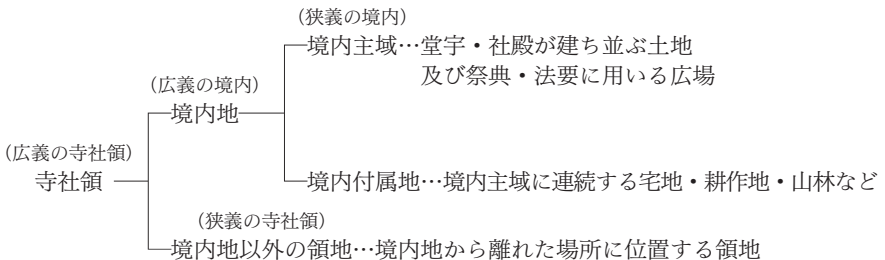 (狭義の境内)
境内主域…堂宇・社殿が建ち並ぶ土地
及び祭典・法要に用いる広場
(広義の境内)
境内地
(広義の寺社領)
寺社領
境内付属地…境内主域に連続する宅地・耕作地・山林など
(狭義の寺社領)
境内地以外の領地…境内地から離れた場所に位置する領地